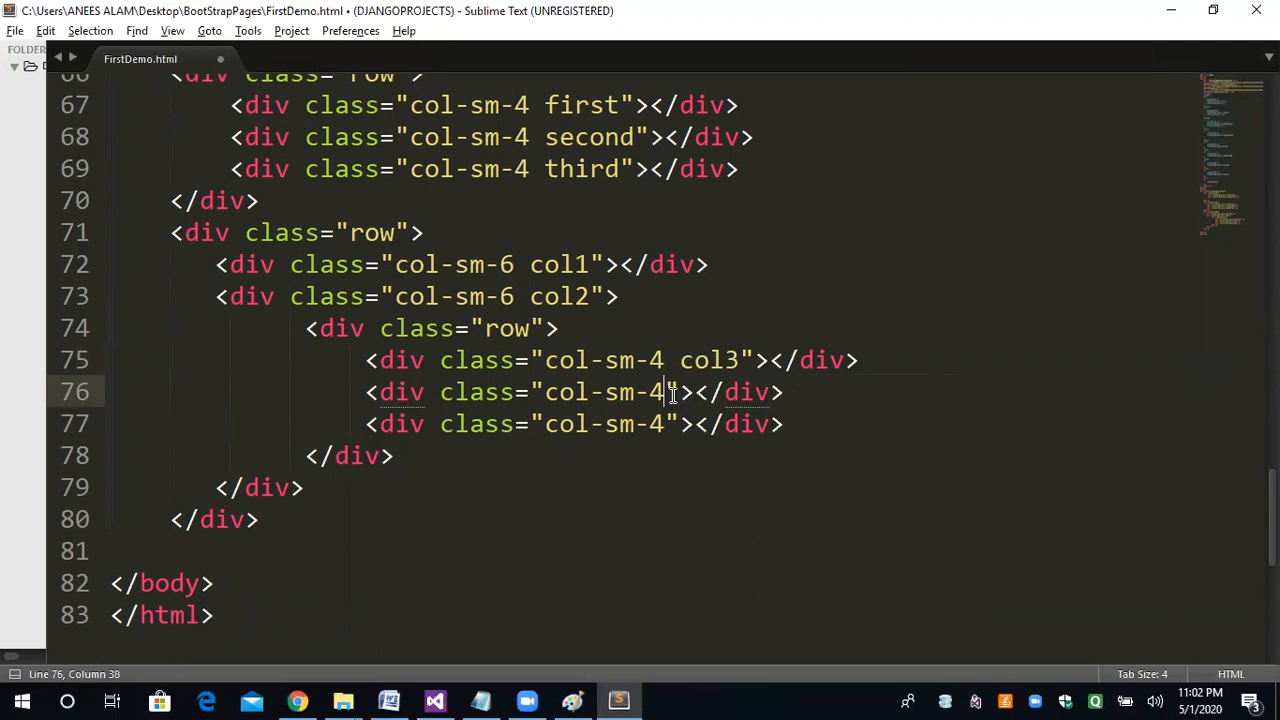 C:\Users\ANEES ALAM\Desktop\BootStrapPages\FirstDemo.html • (DJANGOPROJECTS) - Sublime Text (UNREGISTERED)
File Edit Selection Find View Goto Tools Project Preferences Help
FOLDER
FirstDemo.html
66 <div class="row">
67 <div class="col-sm-4 first"></div>
68 <div class="col-sm-4 second"></div>
69 <div class="col-sm-4 third"></div>
70 </div>
71 <div class="row">
72 <div class="col-sm-6 col1"></div>
73 <div class="col-sm-6 col2">
74 <div class="row">
75 <div class="col-sm-4 col3"></div>
76 <div class="col-sm-4"></div>
77 <div class="col-sm-4"></div>
78 </div>
79 </div>
80 </div>
81
82 </body>
83 </html>
Line 76, Column 38 Tab Size: 4 HTML
11:02 PM
5/1/2020
3